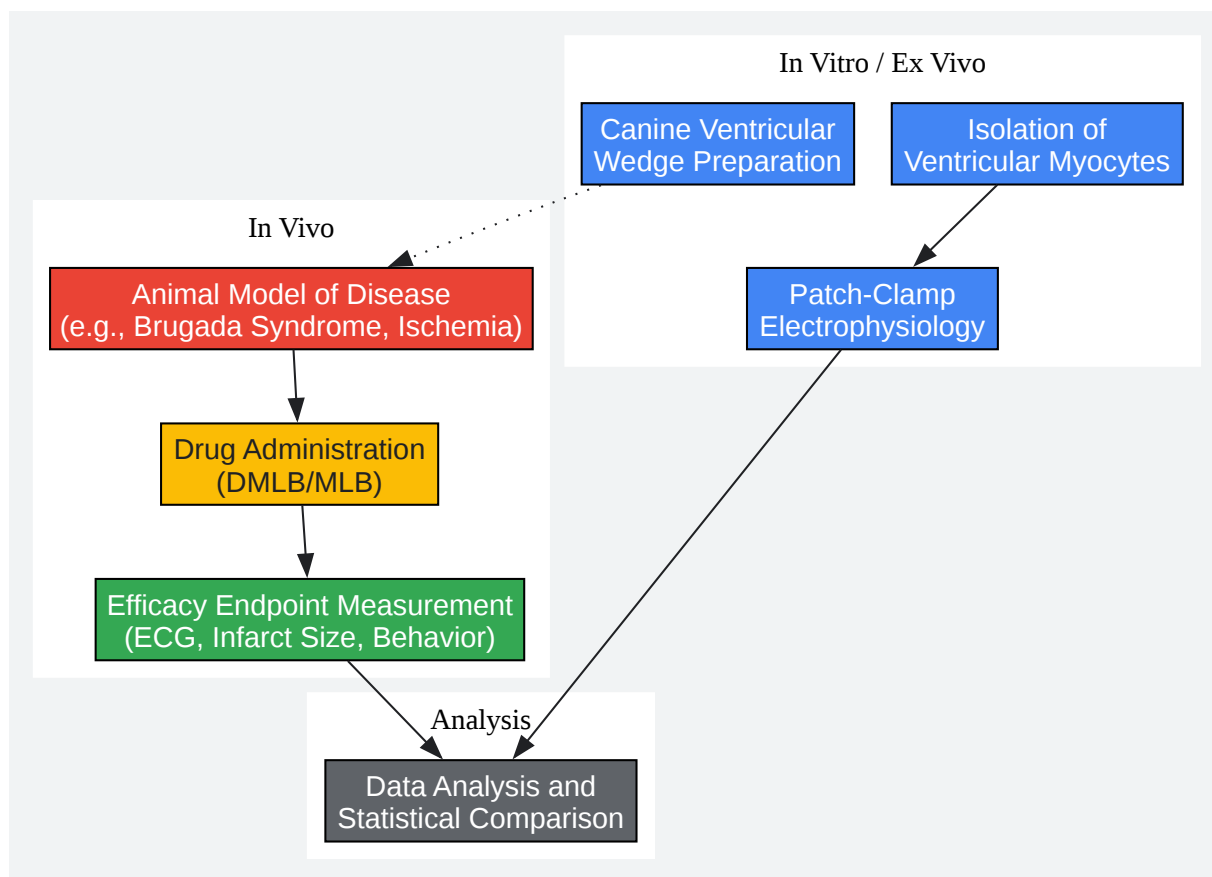 In Vitro / Ex Vivo
Canine Ventricular
Wedge Preparation
Isolation of
Ventricular Myocytes
Patch-Clamp
Electrophysiology
In Vivo
Animal Model of Disease
(e.g., Brugada Syndrome, Ischemia)
Drug Administration
(DMLB/MLB)
Efficacy Endpoint Measurement
(ECG, Infarct Size, Behavior)
Analysis
Data Analysis and
Statistical Comparison